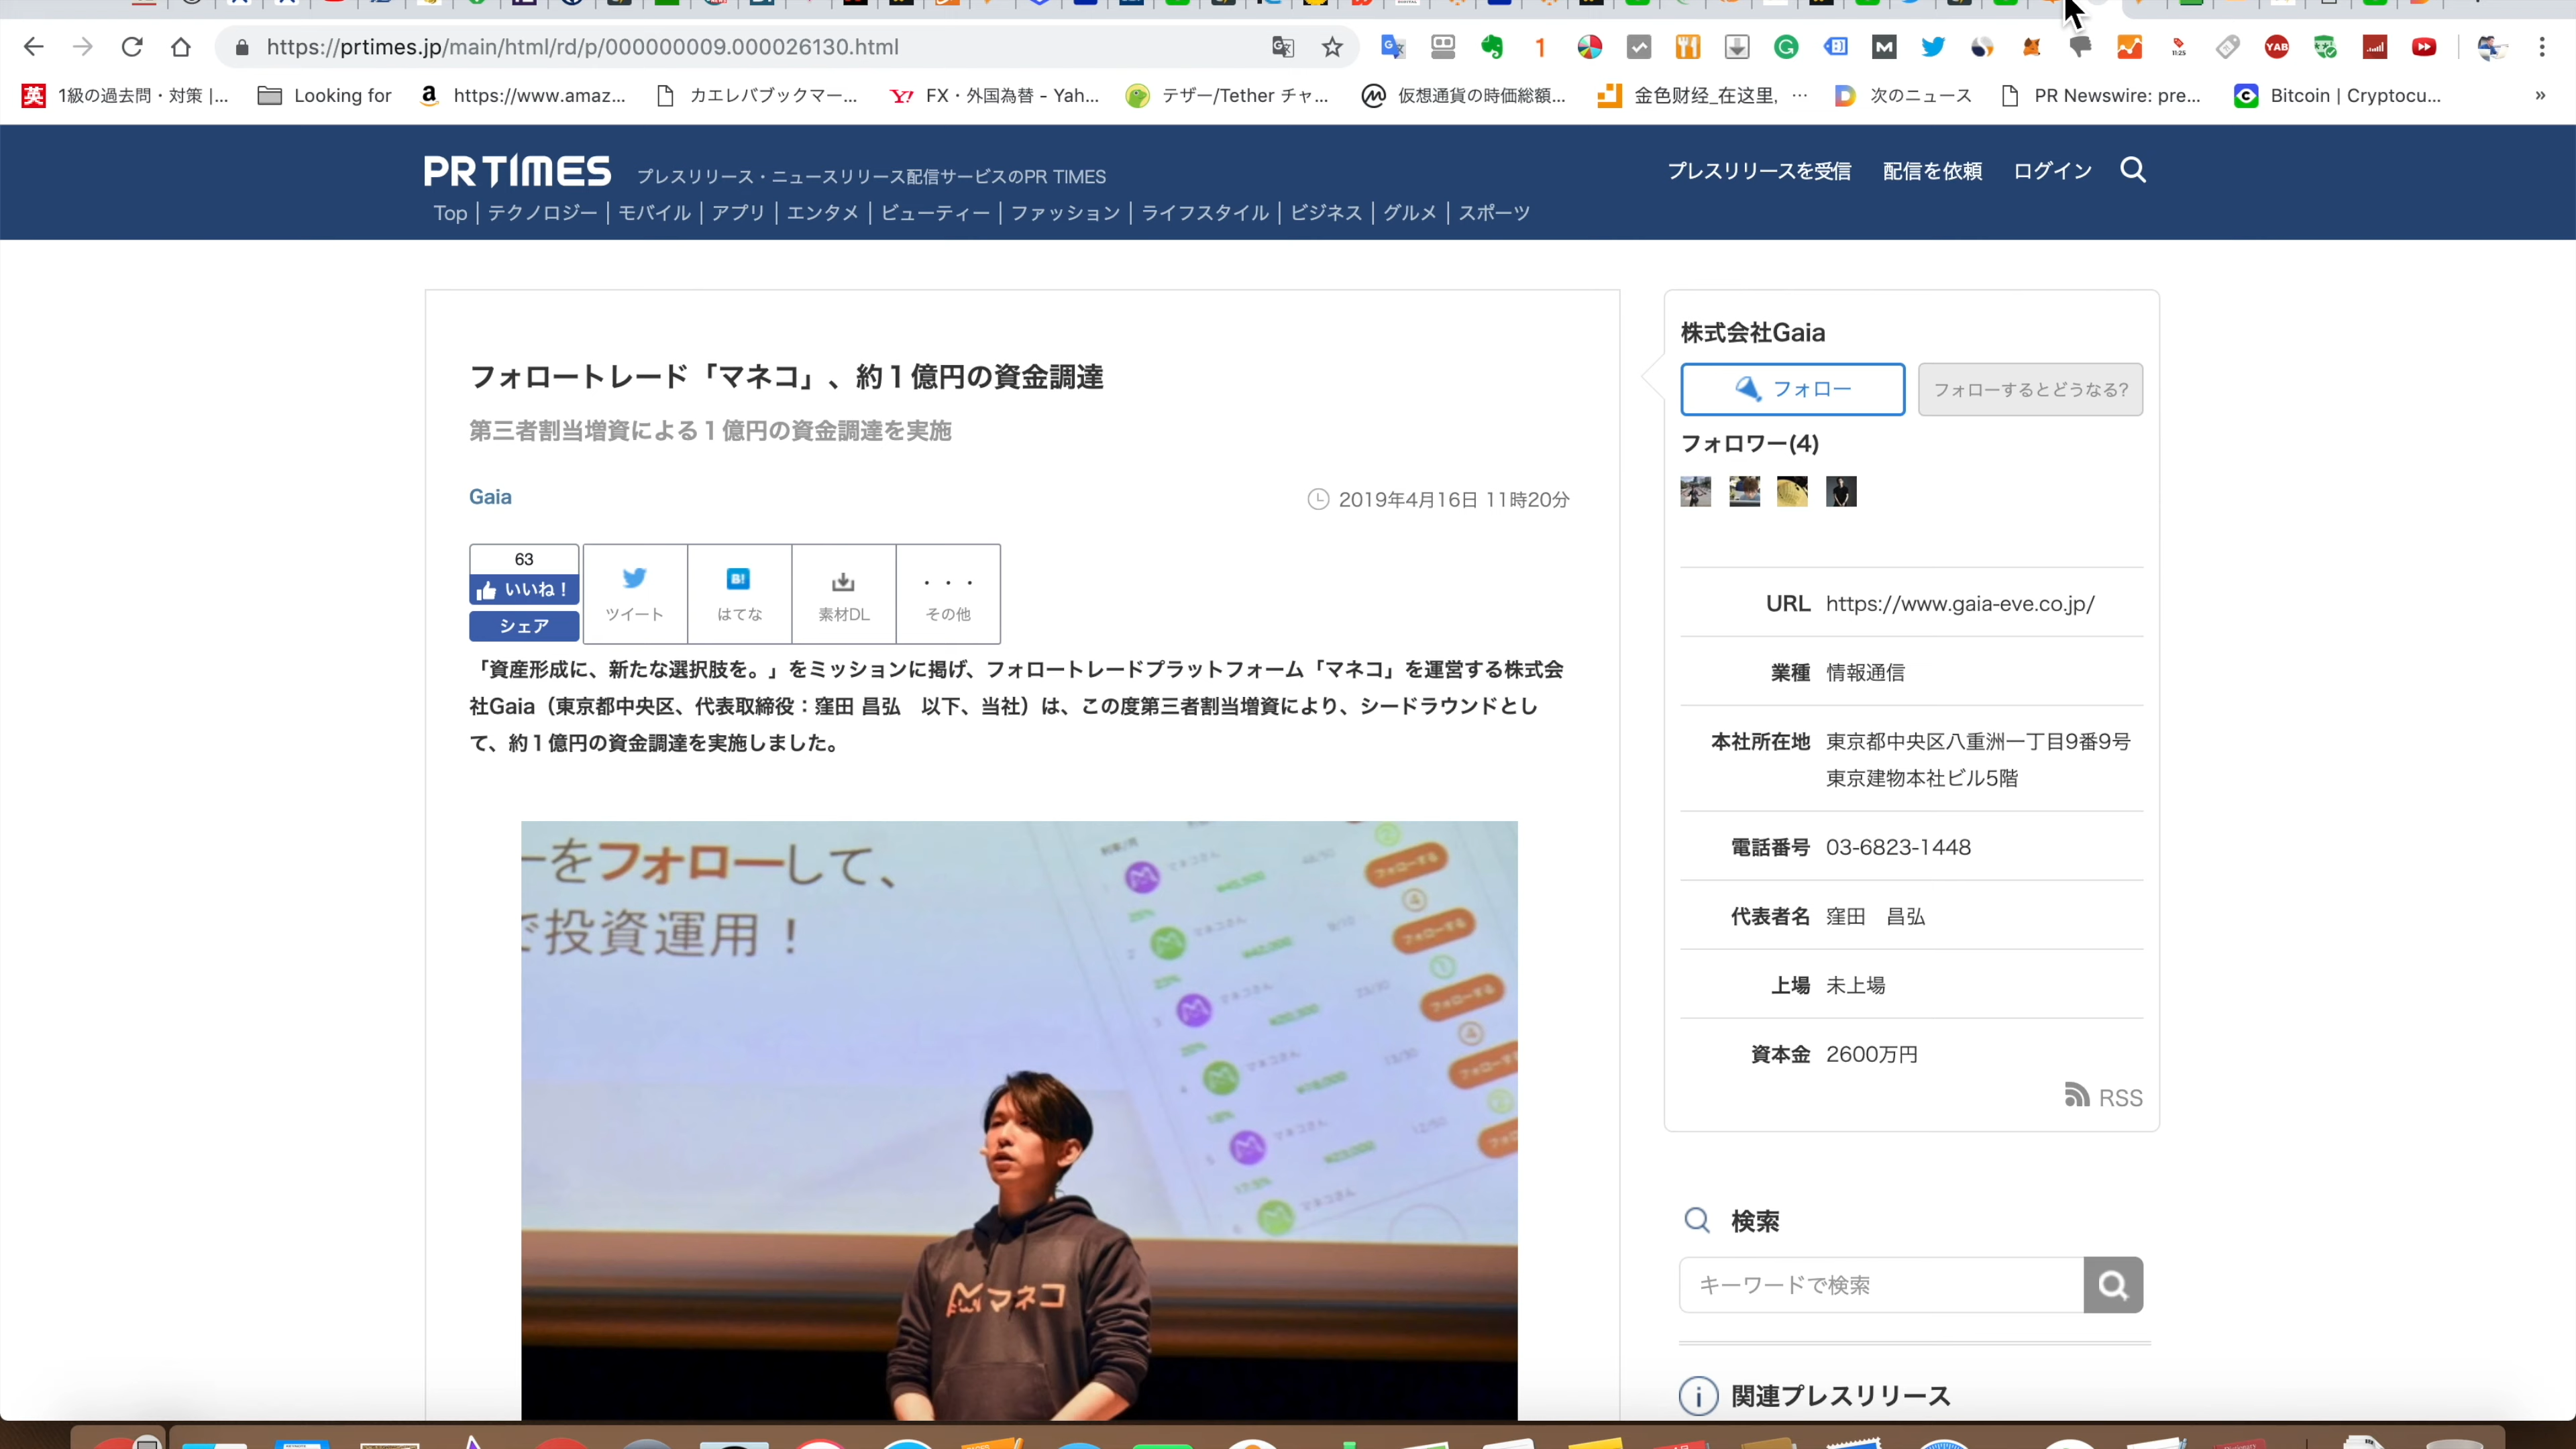 https://prtimes.jp/main/html/rd/p/000000009.000026130.html
1級の過去問・対策 |...
Looking for
https://www.amaz...
カエレバブックマー...
FX・外国為替 - Yah...
テザー/Tether チャ...
仮想通貨の時価総額...
金色财经_在这里, ...
次のニュース
PR Newswire: pre...
Bitcoin | Cryptocu...
PR TIMES
プレスリリース・ニュースリリース配信サービスのPR TIMES
プレスリリースを受信
配信を依頼
ログイン
Top | テクノロジー | モバイル | アプリ | エンタメ | ビューティー | ファッション | ライフスタイル | ビジネス | グルメ | スポーツ
フォロートレード「マネコ」、約１億円の資金調達
第三者割当増資による１億円の資金調達を実施
Gaia
2019年4月16日 11時20分
63
いいね！
シェア
ツイート
はてな
素材DL
その他
「資産形成に、新たな選択肢を。」をミッションに掲げ、フォロートレードプラットフォーム「マネコ」を運営する株式会
社Gaia（東京都中央区、代表取締役：窪田 昌弘　以下、当社）は、この度第三者割当増資により、シードラウンドとし
て、約１億円の資金調達を実施しました。
ーをフォローして、
で投資運用！
フォローする
フォローする
フォローする
マネコ
株式会社Gaia
フォロー
フォローするとどうなる?
フォロワー(4)
URL https://www.gaia-eve.co.jp/
業種 情報通信
本社所在地 東京都中央区八重洲一丁目9番9号
東京建物本社ビル5階
電話番号 03-6823-1448
代表者名 窪田　昌弘
上場 未上場
資本金 2600万円
RSS
検索
キーワードで検索
関連プレスリリース